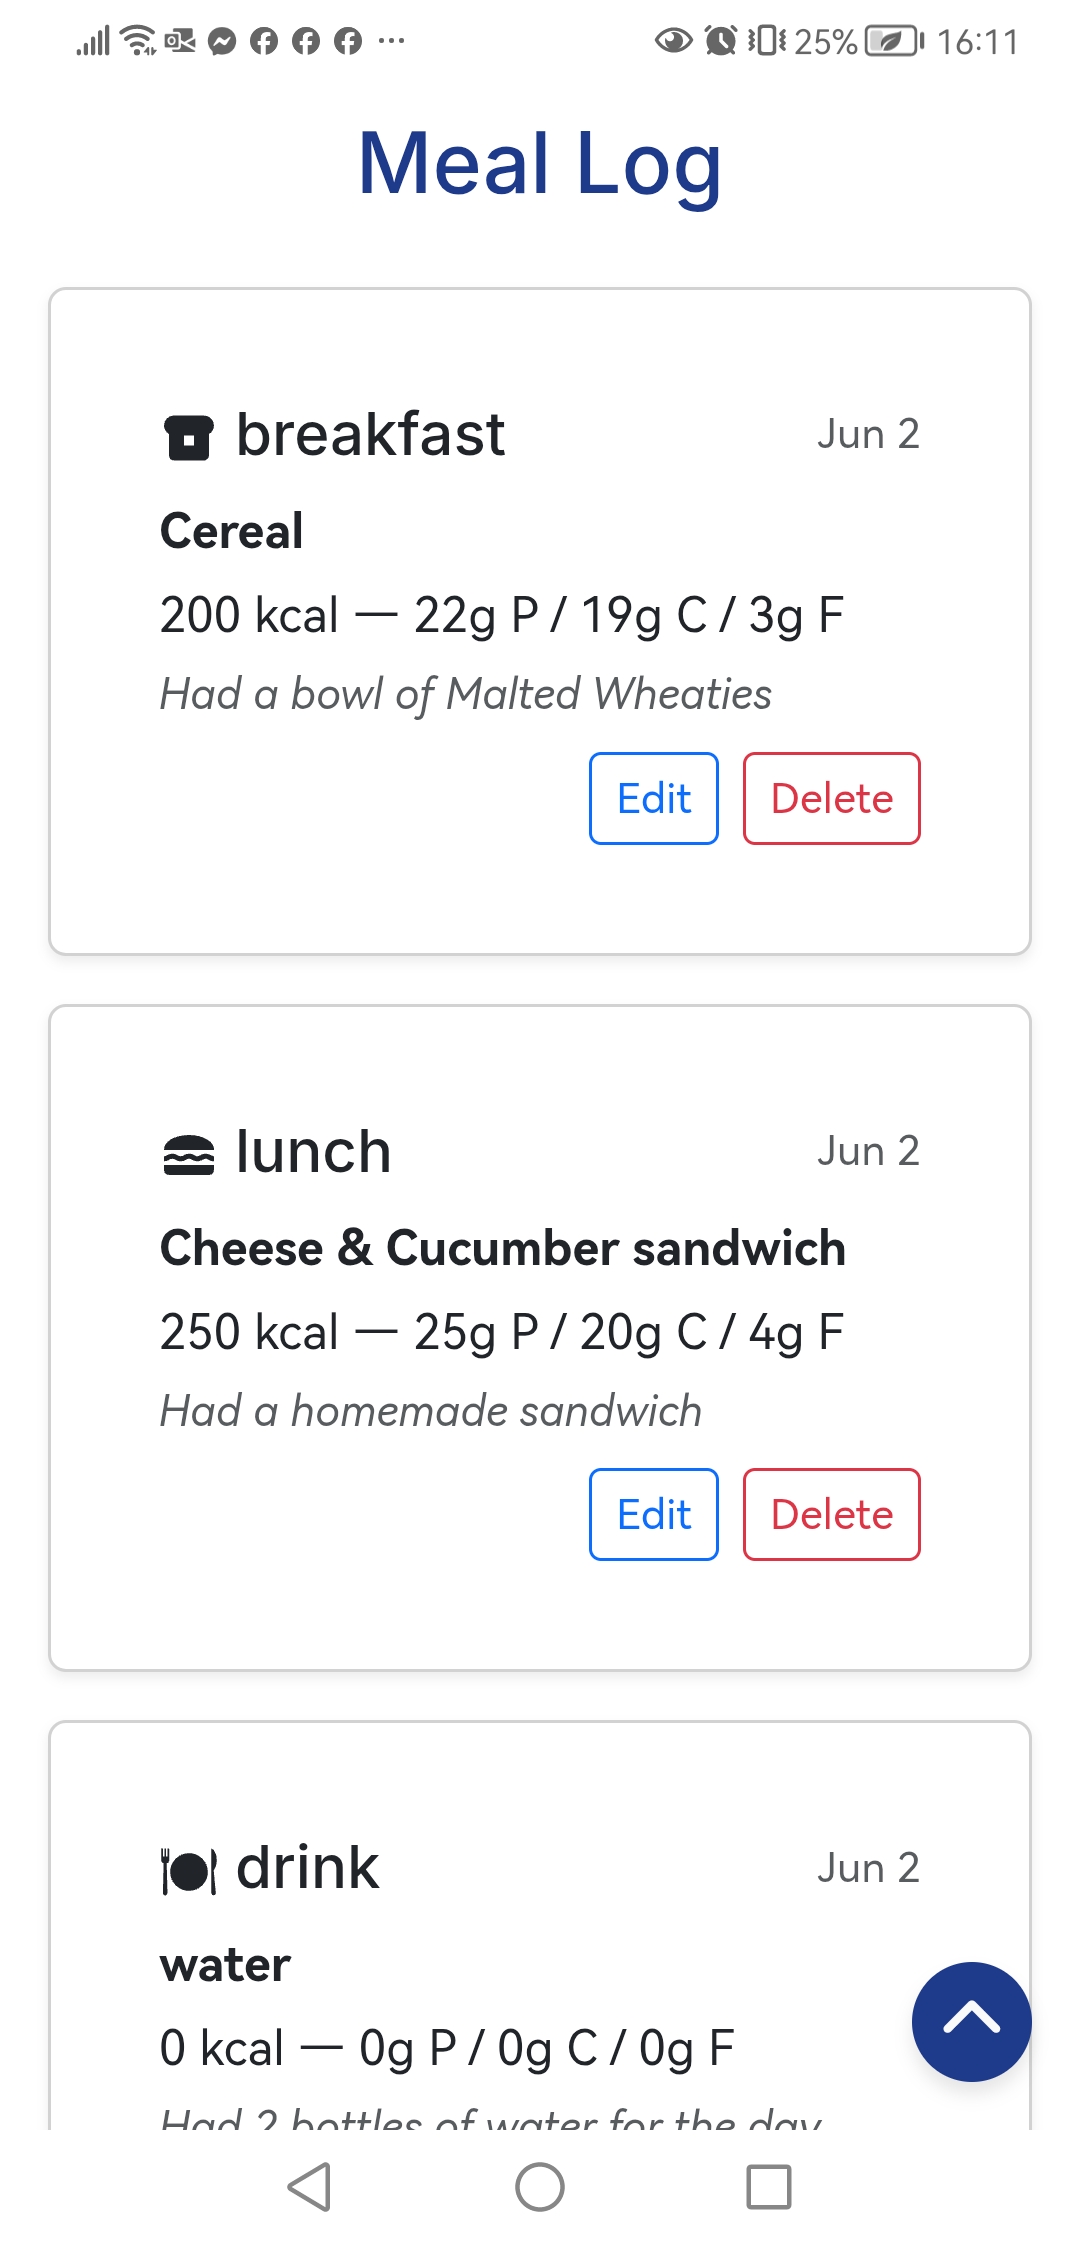 25% 16:11
Meal Log
breakfast Jun 2
Cereal
200 kcal — 22g P / 19g C / 3g F
Had a bowl of Malted Wheaties
Edit Delete
lunch Jun 2
Cheese & Cucumber sandwich
250 kcal — 25g P / 20g C / 4g F
Had a homemade sandwich
Edit Delete
drink Jun 2
water
0 kcal — 0g P / 0g C / 0g F
Had 2 bottles of water for the day